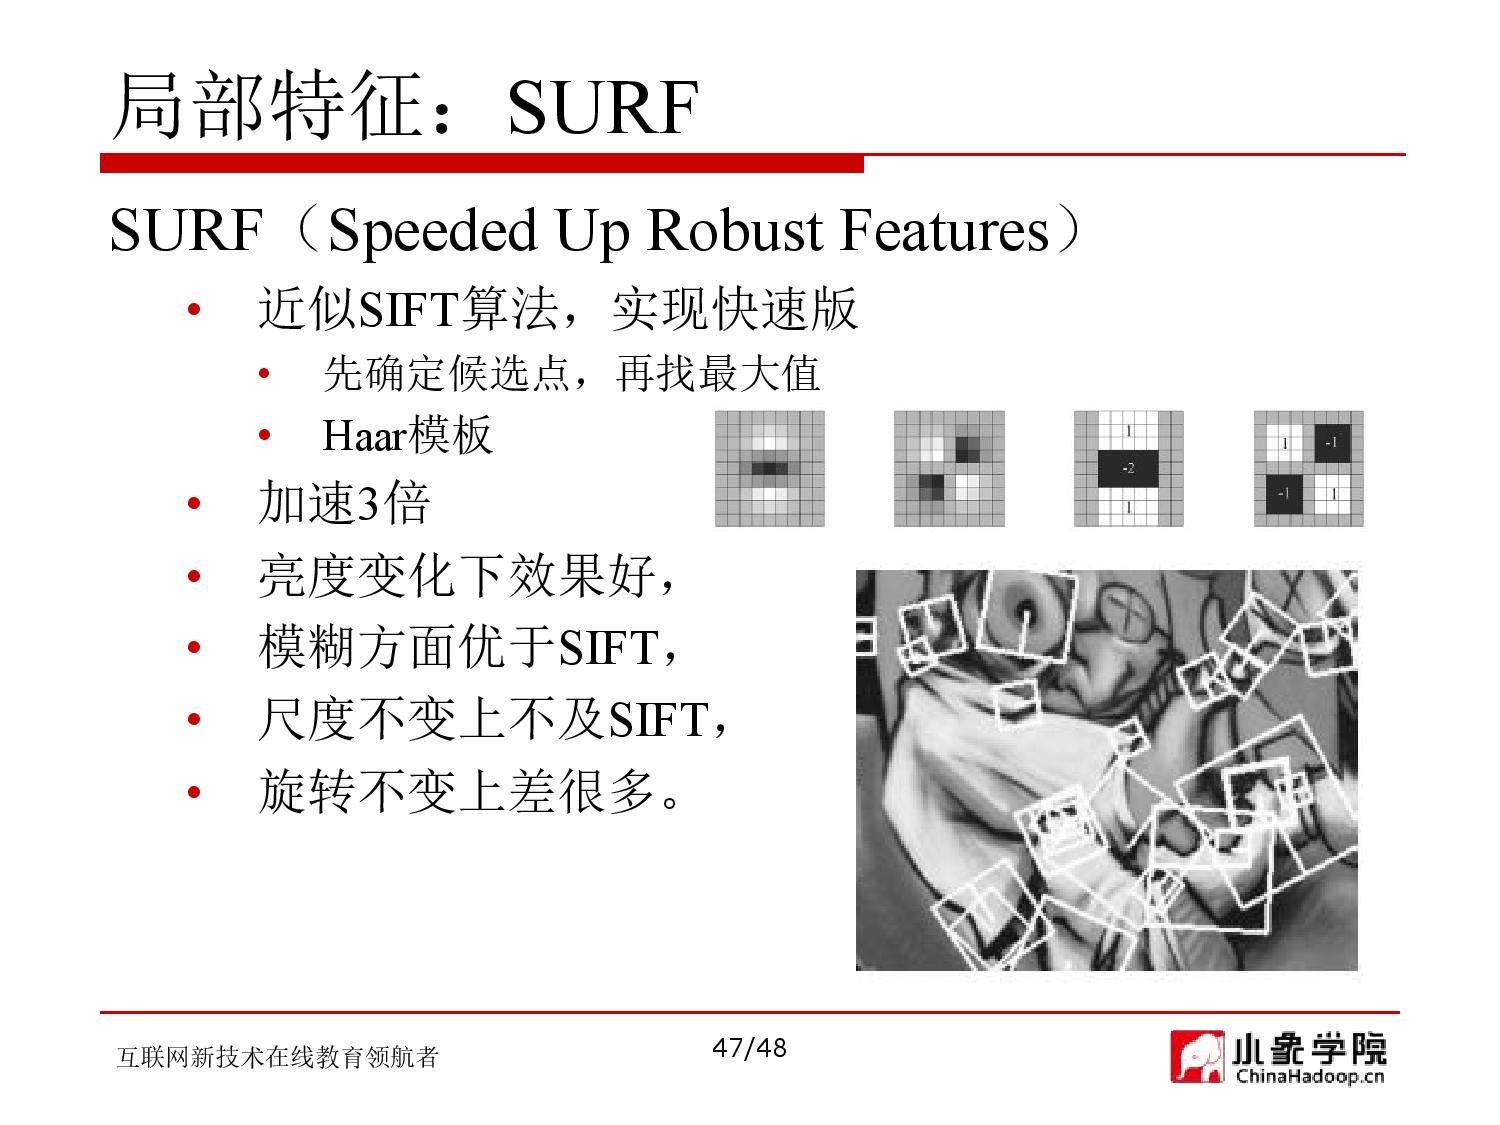 局部特征：SURF
SURF（Speeded Up Robust Features）
• 近似SIFT算法，实现快速版
• 先确定候选点，再找最大值
• Haar模板
1
-2
1
1 -1
-1 1
• 加速3倍
• 亮度变化下效果好，
• 模糊方面优于SIFT，
• 尺度不变上不及SIFT，
• 旋转不变上差很多。
互联网新技术在线教育领航者
47/48
小象学院
ChinaHadoop.cn